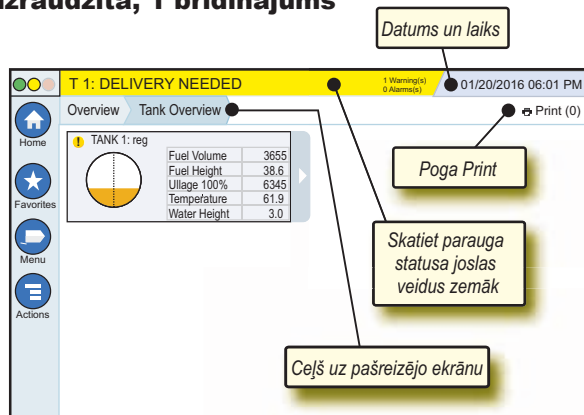 izraudzīta, 1 brīdinājums
Datums un laiks
T 1: DELIVERY NEEDED
1 Warning(s)
0 Alarms(s)
01/20/2016 06:01 PM
Overview
Tank Overview
Print (0)
Home
Favorites
Menu
Actions
TANK 1: reg
Fuel Volume 3655
Fuel Height 38.6
Ullage 100% 6345
Temperature 61.9
Water Height 3.0
Poga Print
Skatiet parauga
statusa joslas
veidus zemāk
Ceļš uz pašreizējo ekrānu